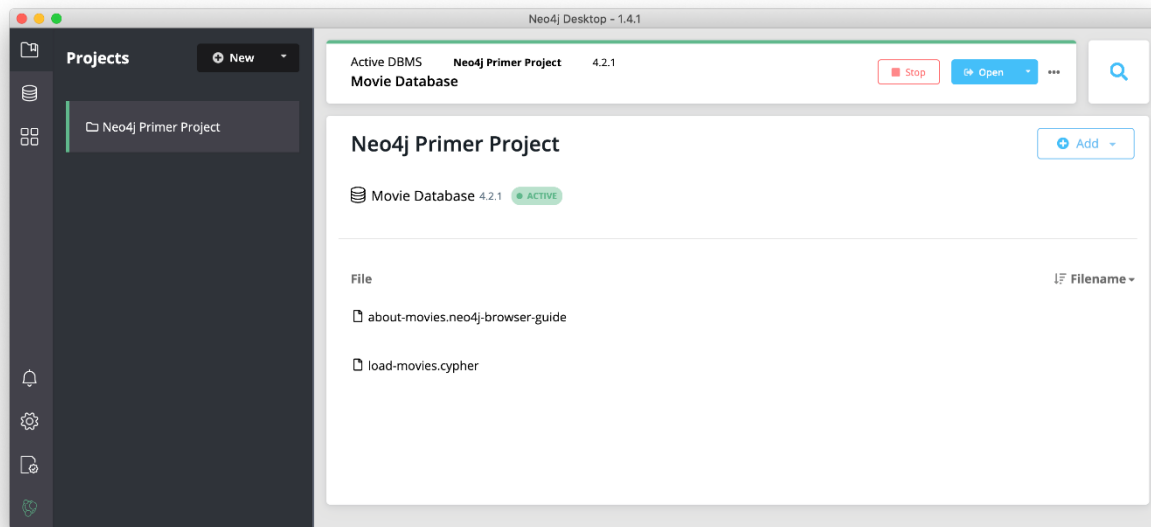 Neo4j Desktop - 1.4.1
Projects
New
Neo4j Primer Project
Active DBMS Neo4j Primer Project 4.2.1
Movie Database
Stop
Open
Neo4j Primer Project
Add
Movie Database 4.2.1 ACTIVE
File
Filename
about-movies.neo4j-browser-guide
load-movies.cypher